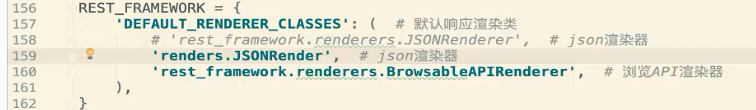 156 REST_FRAMEWORK = {
157 'DEFAULT_RENDERER_CLASSES': ( # 默认响应渲染类
158 # 'rest_framework.renderers.JSONRenderer', # json渲染器
159 'renders.JSONRender', # json渲染器
160 'rest_framework.renderers.BrowsableAPIRenderer', # 浏览API渲染器
161 ),
162 }